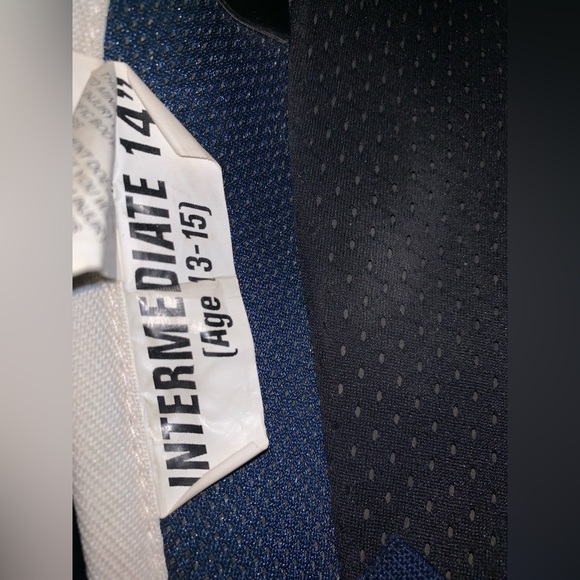 INTERMEDIATE 14"
(Age 13-15)